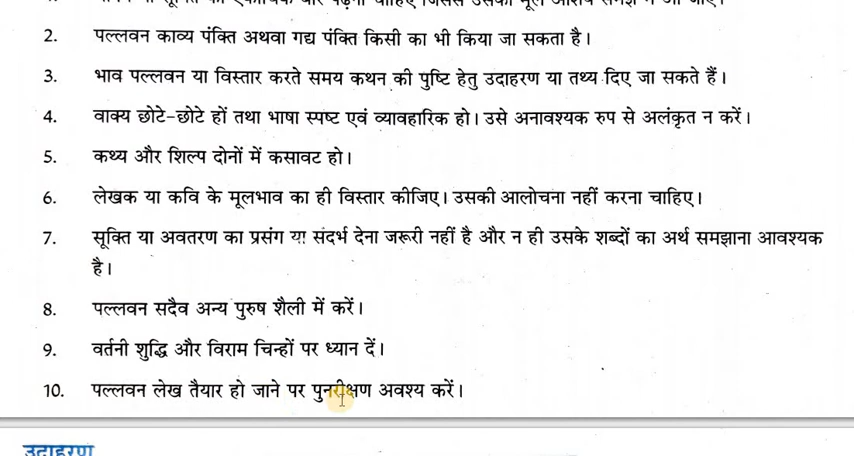 2. पल्लवन काव्य पंक्ति अथवा गद्य पंक्ति किसी का भी किया जा सकता है।
3. भाव पल्लवन या विस्तार करते समय कथन की पुष्टि हेतु उदाहरण या तथ्य दिए जा सकते हैं।
4. वाक्य छोटे-छोटे हों तथा भाषा स्पष्ट एवं व्यावहारिक हो। उसे अनावश्यक रुप से अलंकृत न करें।
5. कथ्य और शिल्प दोनों में कसावट हो।
6. लेखक या कवि के मूलभाव का ही विस्तार कीजिए। उसकी आलोचना नहीं करना चाहिए।
7. सूक्ति या अवतरण का प्रसंग या संदर्भ देना जरूरी नहीं है और न ही उसके शब्दों का अर्थ समझाना आवश्यक
है।
8. पल्लवन सदैव अन्य पुरुष शैली में करें।
9. वर्तनी शुद्धि और विराम चिन्हों पर ध्यान दें।
10. पल्लवन लेख तैयार हो जाने पर पुनरीक्षण अवश्य करें।
उदाहरण